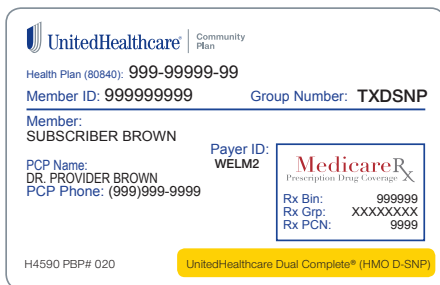 UnitedHealthcare® Community Plan
Health Plan (80840): 999-99999-99
Member ID: 999999999 Group Number: TXDSNP
Member:
SUBSCRIBER BROWN
Payer ID:
WELM2
PCP Name:
DR. PROVIDER BROWN
PCP Phone: (999)999-9999
MedicareRx
Prescription Drug Coverage
Rx Bin: 999999
Rx Grp: XXXXXXXX
Rx PCN: 9999
H4590 PBP# 020
UnitedHealthcare Dual Complete® (HMO D-SNP)